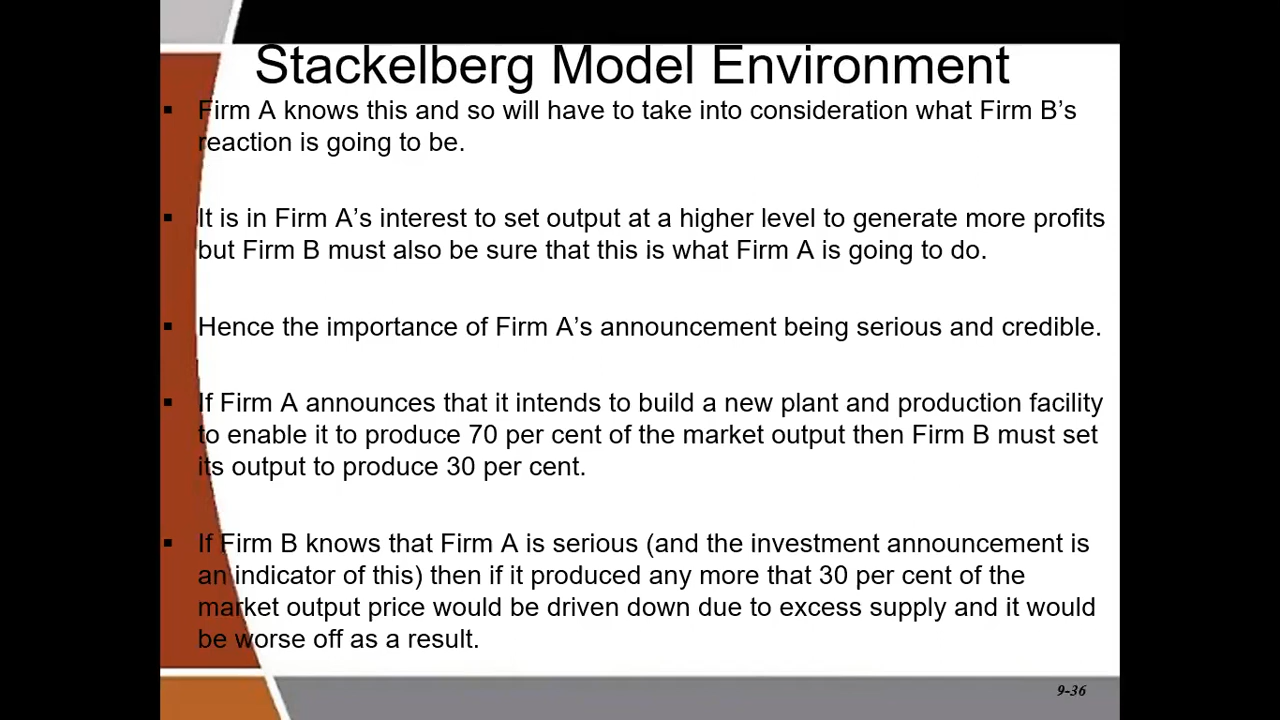 Stackelberg Model Environment
▪ Firm A knows this and so will have to take into consideration what Firm B’s
reaction is going to be.
▪ It is in Firm A’s interest to set output at a higher level to generate more profits
but Firm B must also be sure that this is what Firm A is going to do.
▪ Hence the importance of Firm A’s announcement being serious and credible.
▪ If Firm A announces that it intends to build a new plant and production facility
to enable it to produce 70 per cent of the market output then Firm B must set
its output to produce 30 per cent.
▪ If Firm B knows that Firm A is serious (and the investment announcement is
an indicator of this) then if it produced any more that 30 per cent of the
market output price would be driven down due to excess supply and it would
be worse off as a result.
9-36